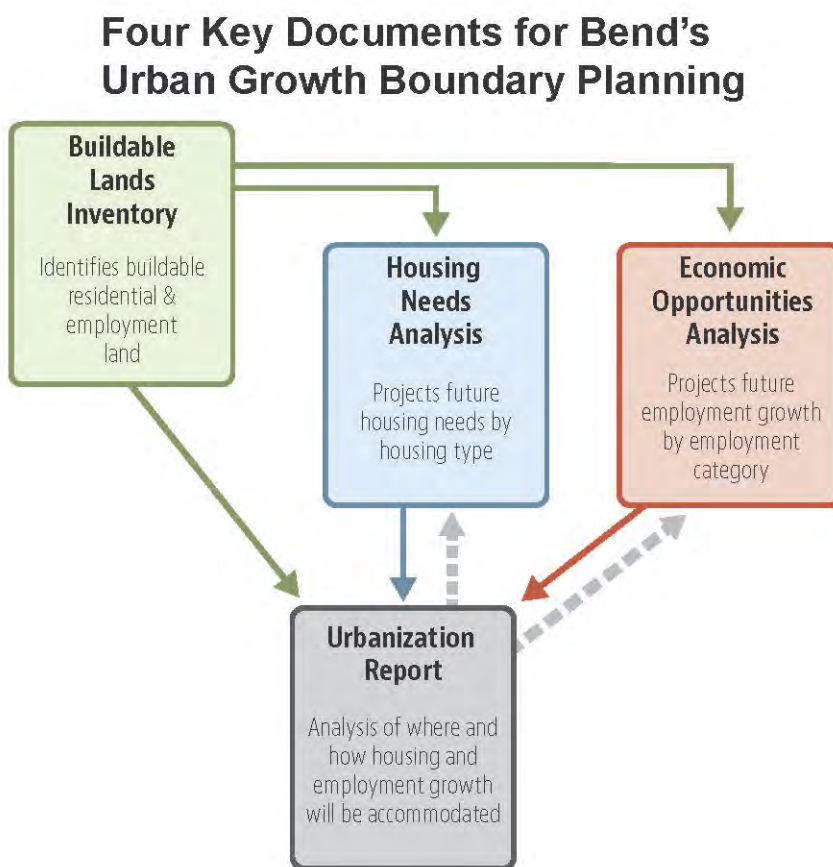 Four Key Documents for Bend's
Urban Growth Boundary Planning
Buildable
Lands
Inventory
Identifies buildable
residential &
employment
land
Housing
Needs
Analysis
Projects future
housing needs by
housing type
Economic
Opportunities
Analysis
Projects future
employment growth
by employment
category
Urbanization
Report
Analysis of where and
how housing and
employment growth
will be accommodated